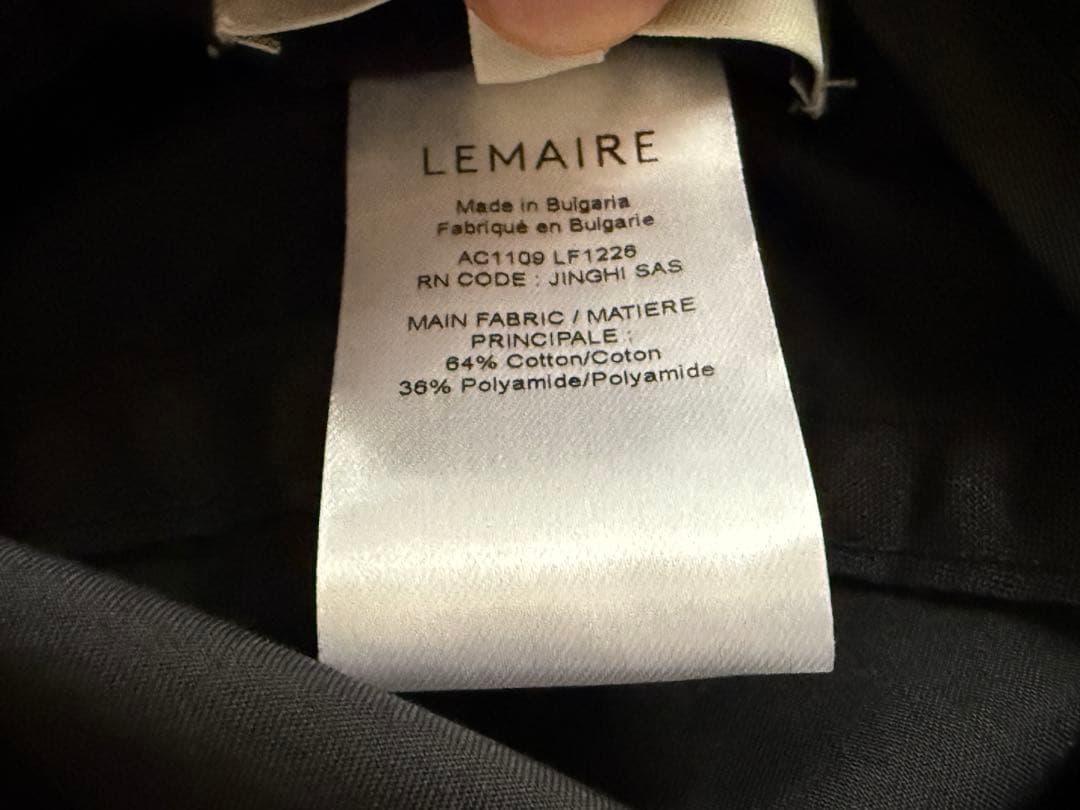 LEMAIRE
Made in Bulgaria
Fabriqué en Bulgarie
AC1109 LF1226
RN CODE : JINGHI SAS
MAIN FABRIC / MATIERE
PRINCIPALE :
64% Cotton/Coton
36% Polyamide/Polyamide